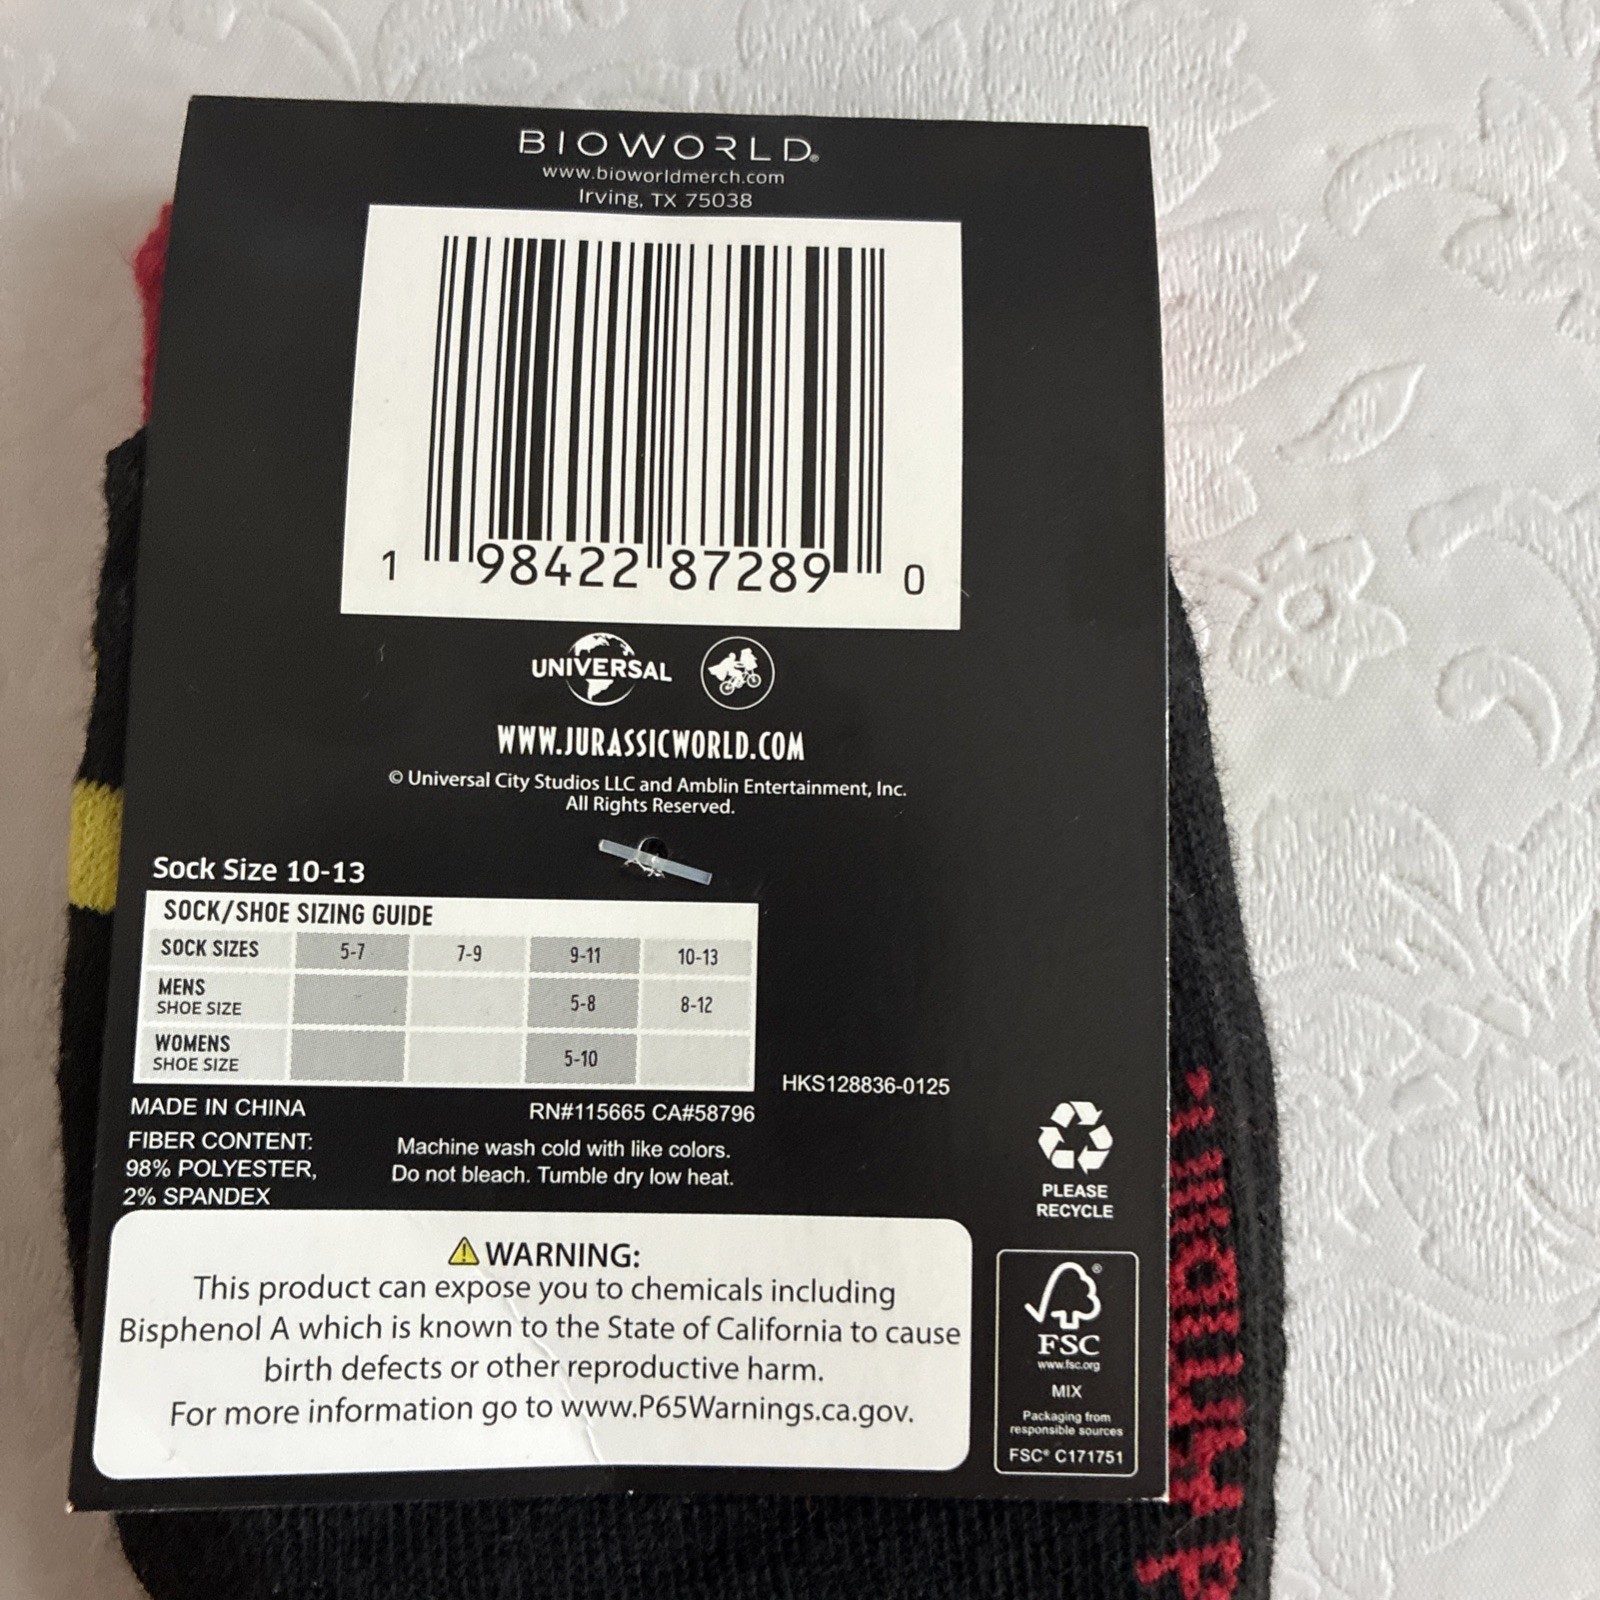 BIOWORLD®
www.bioworldmerch.com
Irving, TX 75038
1 98422 87289 0
UNIVERSAL
WWW.JURASSICWORLD.COM
© Universal City Studios LLC and Amblin Entertainment, Inc.
All Rights Reserved.
Sock Size 10-13
SOCK/SHOE SIZING GUIDE
SOCK SIZES 5-7 7-9 9-11 10-13
MENS
SHOE SIZE 5-8 8-12
WOMENS
SHOE SIZE 5-10
HKS128836-0125
MADE IN CHINA
RN#115665 CA#58796
FIBER CONTENT:
98% POLYESTER,
2% SPANDEX
Machine wash cold with like colors.
Do not bleach. Tumble dry low heat.
PLEASE
RECYCLE
⚠ WARNING:
This product can expose you to chemicals including
Bisphenol A which is known to the State of California to cause
birth defects or other reproductive harm.
For more information go to www.P65Warnings.ca.gov.
®
FSC
www.fsc.org
MIX
Packaging from
responsible sources
FSC® C171751